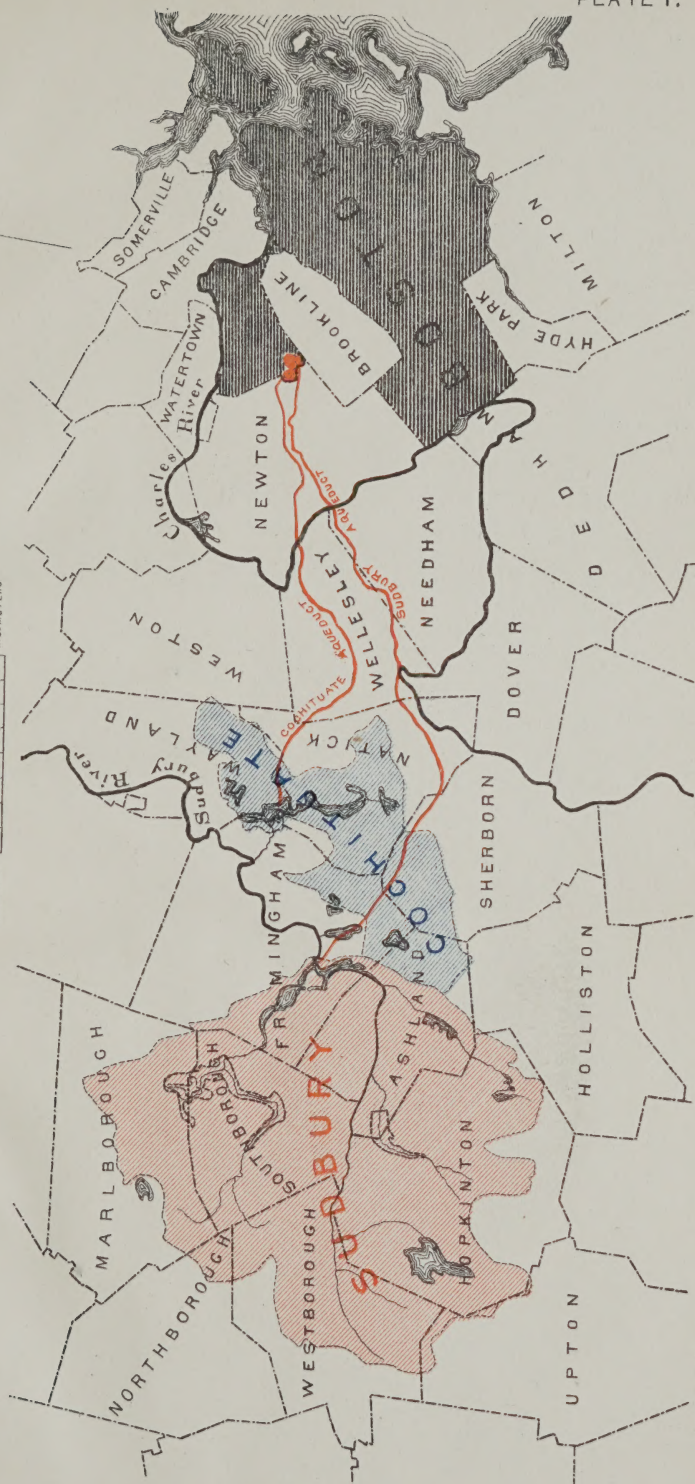 PLATE 1.
SOMERVILLE
CAMBRIDGE
WATERTOWN
Charles River
BOSTON
BROOKLINE
MILTON
HYDE PARK
NEWTON
NEEDHAM
DEDHAM
WESTON
WELLESLEY
SUDBURY AQUEDUCT
COCHITUATE AQUEDUCT
DOVER
WAYLAND
Sudbury River
NATICK
COCHITUATE
SHERBORN
FRAMINGHAM
ASHLAND
HOLLISTON
MARLBOROUGH
SOUTHBOROUGH
SUDBURY
HOPKINTON
NORTHBOROUGH
WESTBOROUGH
UPTON